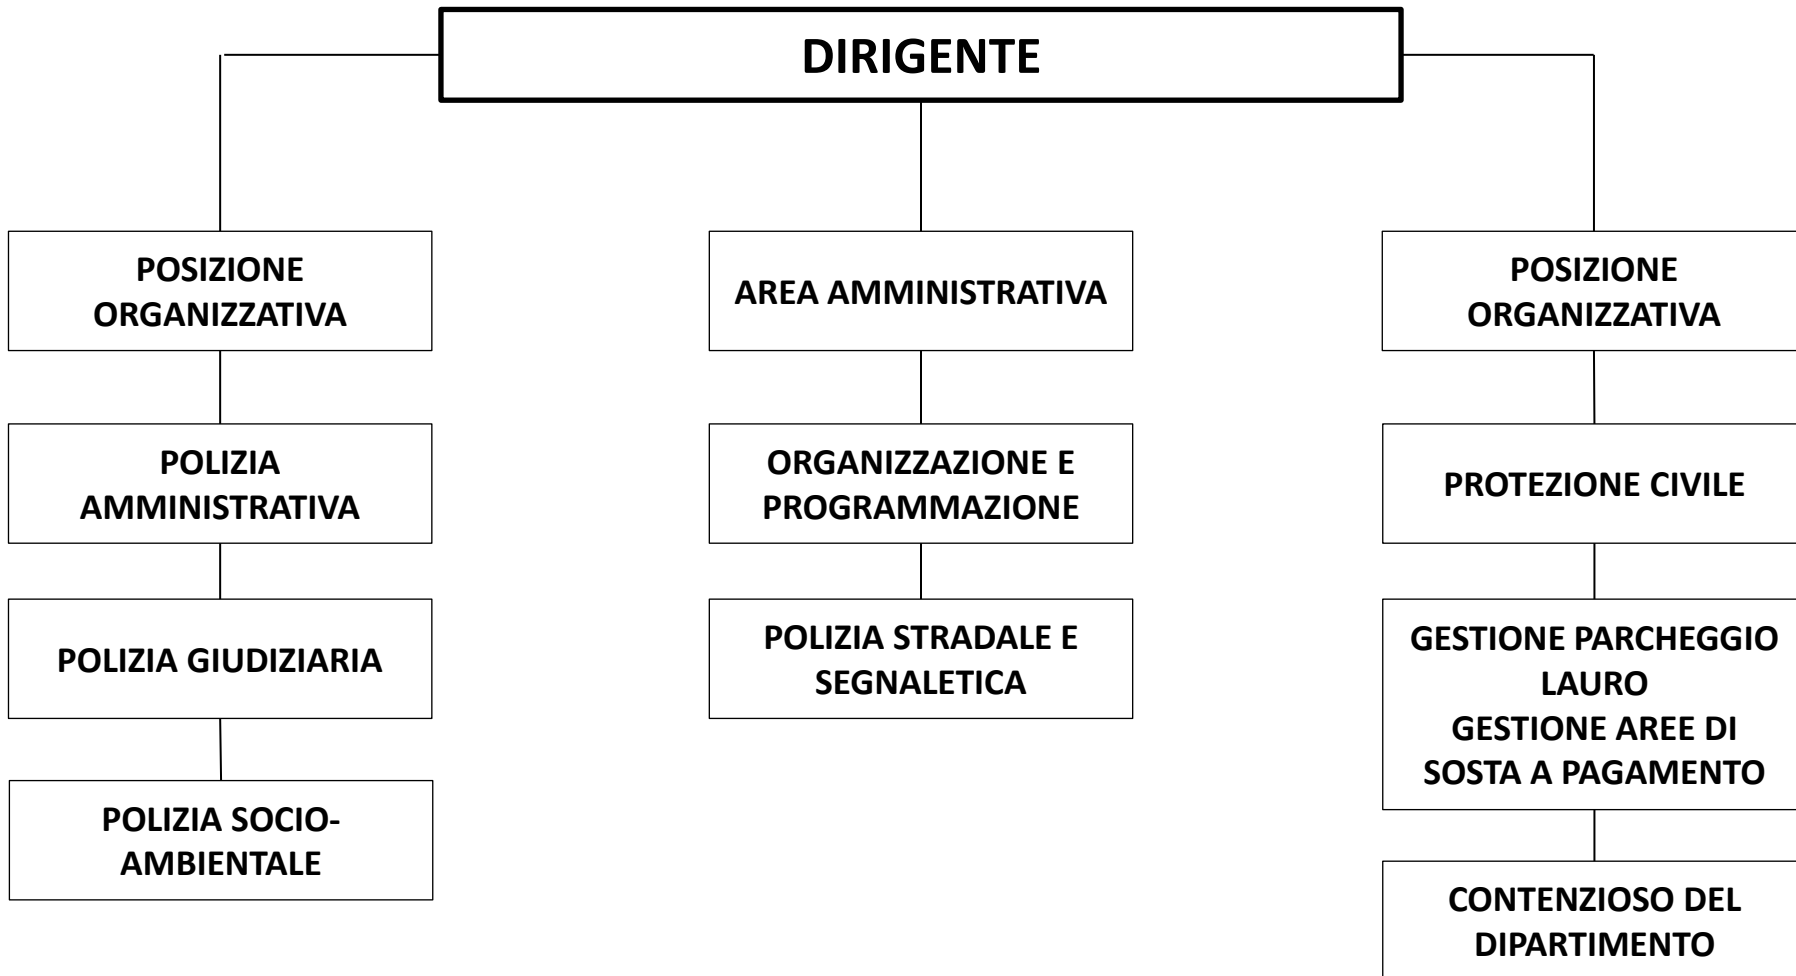 DIRIGENTE
POSIZIONE
ORGANIZZATIVA
AREA AMMINISTRATIVA
POSIZIONE
ORGANIZZATIVA
POLIZIA
AMMINISTRATIVA
ORGANIZZAZIONE E
PROGRAMMAZIONE
PROTEZIONE CIVILE
POLIZIA GIUDIZIARIA
POLIZIA STRADALE E
SEGNALETICA
GESTIONE PARCHEGGIO
LAURO
GESTIONE AREE DI
SOSTA A PAGAMENTO
POLIZIA SOCIO-
AMBIENTALE
CONTENZIOSO DEL
DIPARTIMENTO